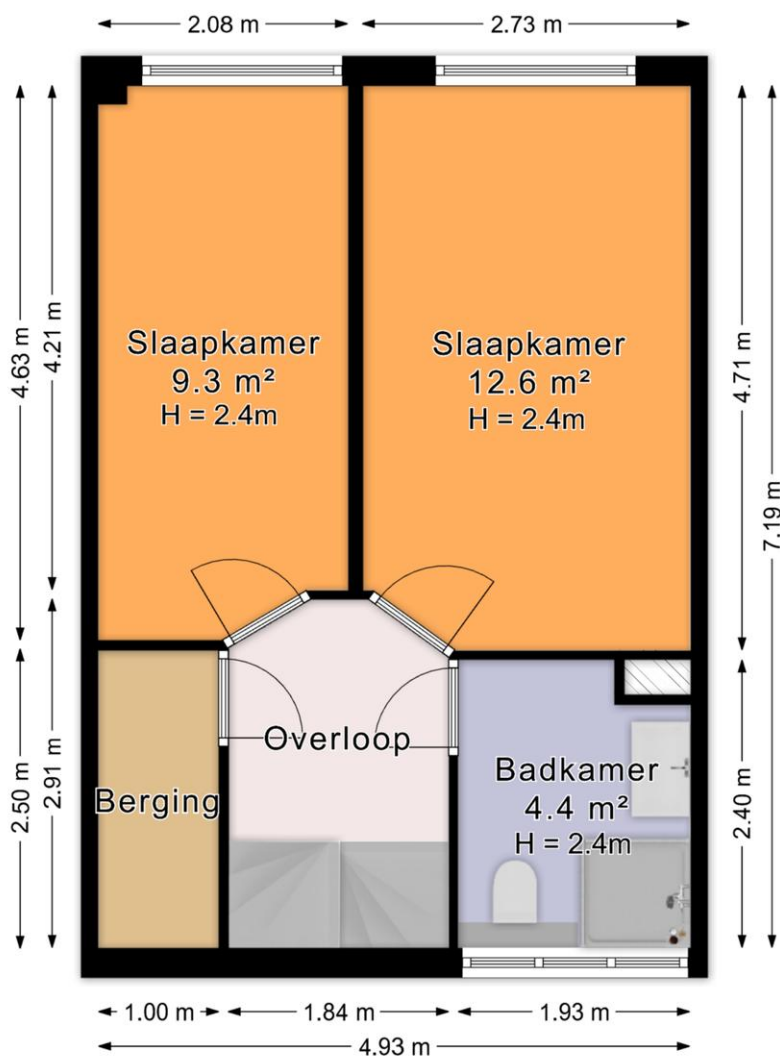 2.08 m
2.73 m
4.63 m
4.21 m
4.71 m
7.19 m
Slaapkamer
9.3 m²
H = 2.4m
Slaapkamer
12.6 m²
H = 2.4m
2.50 m
2.91 m
2.40 m
Overloop
Berging
Badkamer
4.4 m²
H = 2.4m
1.00 m
1.84 m
1.93 m
4.93 m